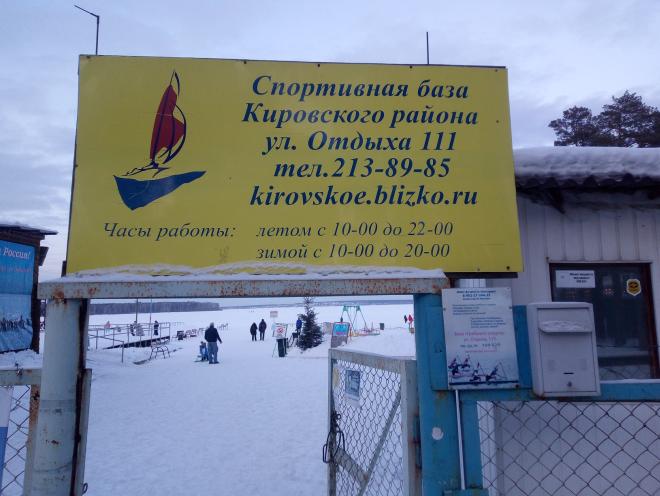 Спортивная база
Кировского района
ул. Отдыха 111
тел.213-89-85
kirovskoe.blizko.ru
Часы работы: летом с 10-00 до 22-00
зимой с 10-00 до 20-00
Россия!